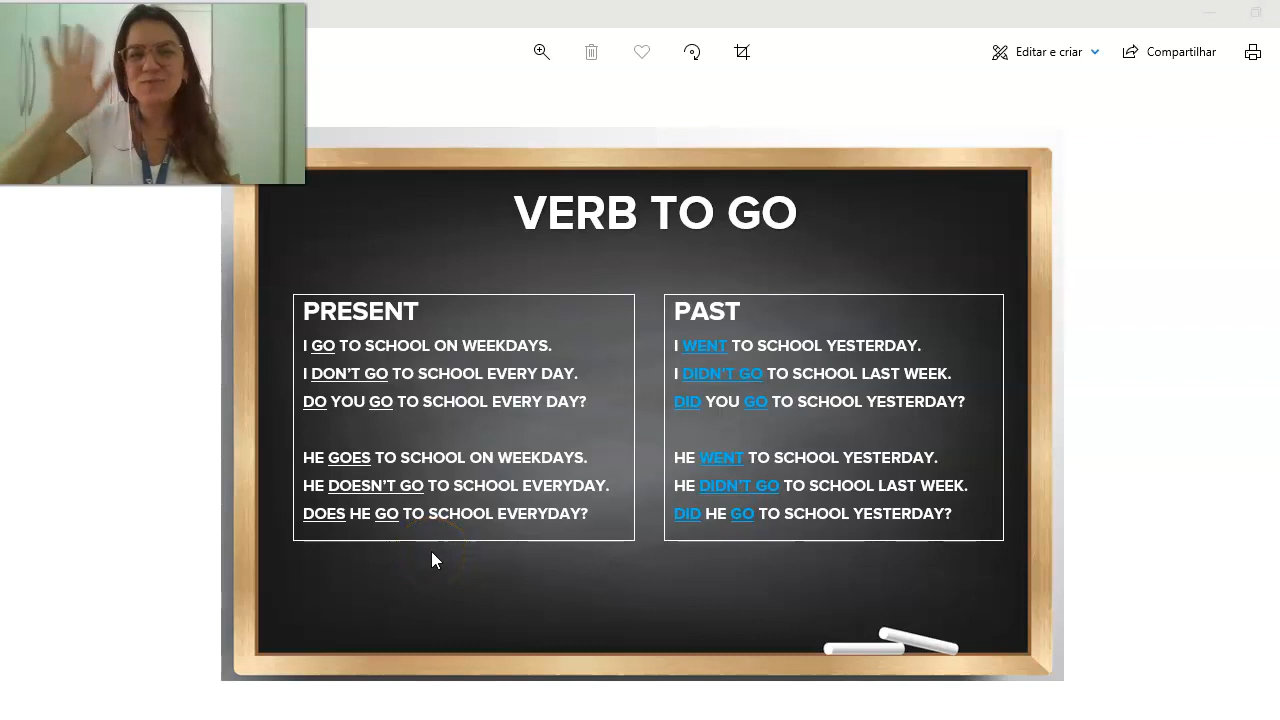 Editar e criar
Compartilhar
VERB TO GO
PRESENT
I GO TO SCHOOL ON WEEKDAYS.
I DON'T GO TO SCHOOL EVERY DAY.
DO YOU GO TO SCHOOL EVERY DAY?
HE GOES TO SCHOOL ON WEEKDAYS.
HE DOESN'T GO TO SCHOOL EVERYDAY.
DOES HE GO TO SCHOOL EVERYDAY?
PAST
I WENT TO SCHOOL YESTERDAY.
I DIDN'T GO TO SCHOOL LAST WEEK.
DID YOU GO TO SCHOOL YESTERDAY?
HE WENT TO SCHOOL YESTERDAY.
HE DIDN'T GO TO SCHOOL LAST WEEK.
DID HE GO TO SCHOOL YESTERDAY?